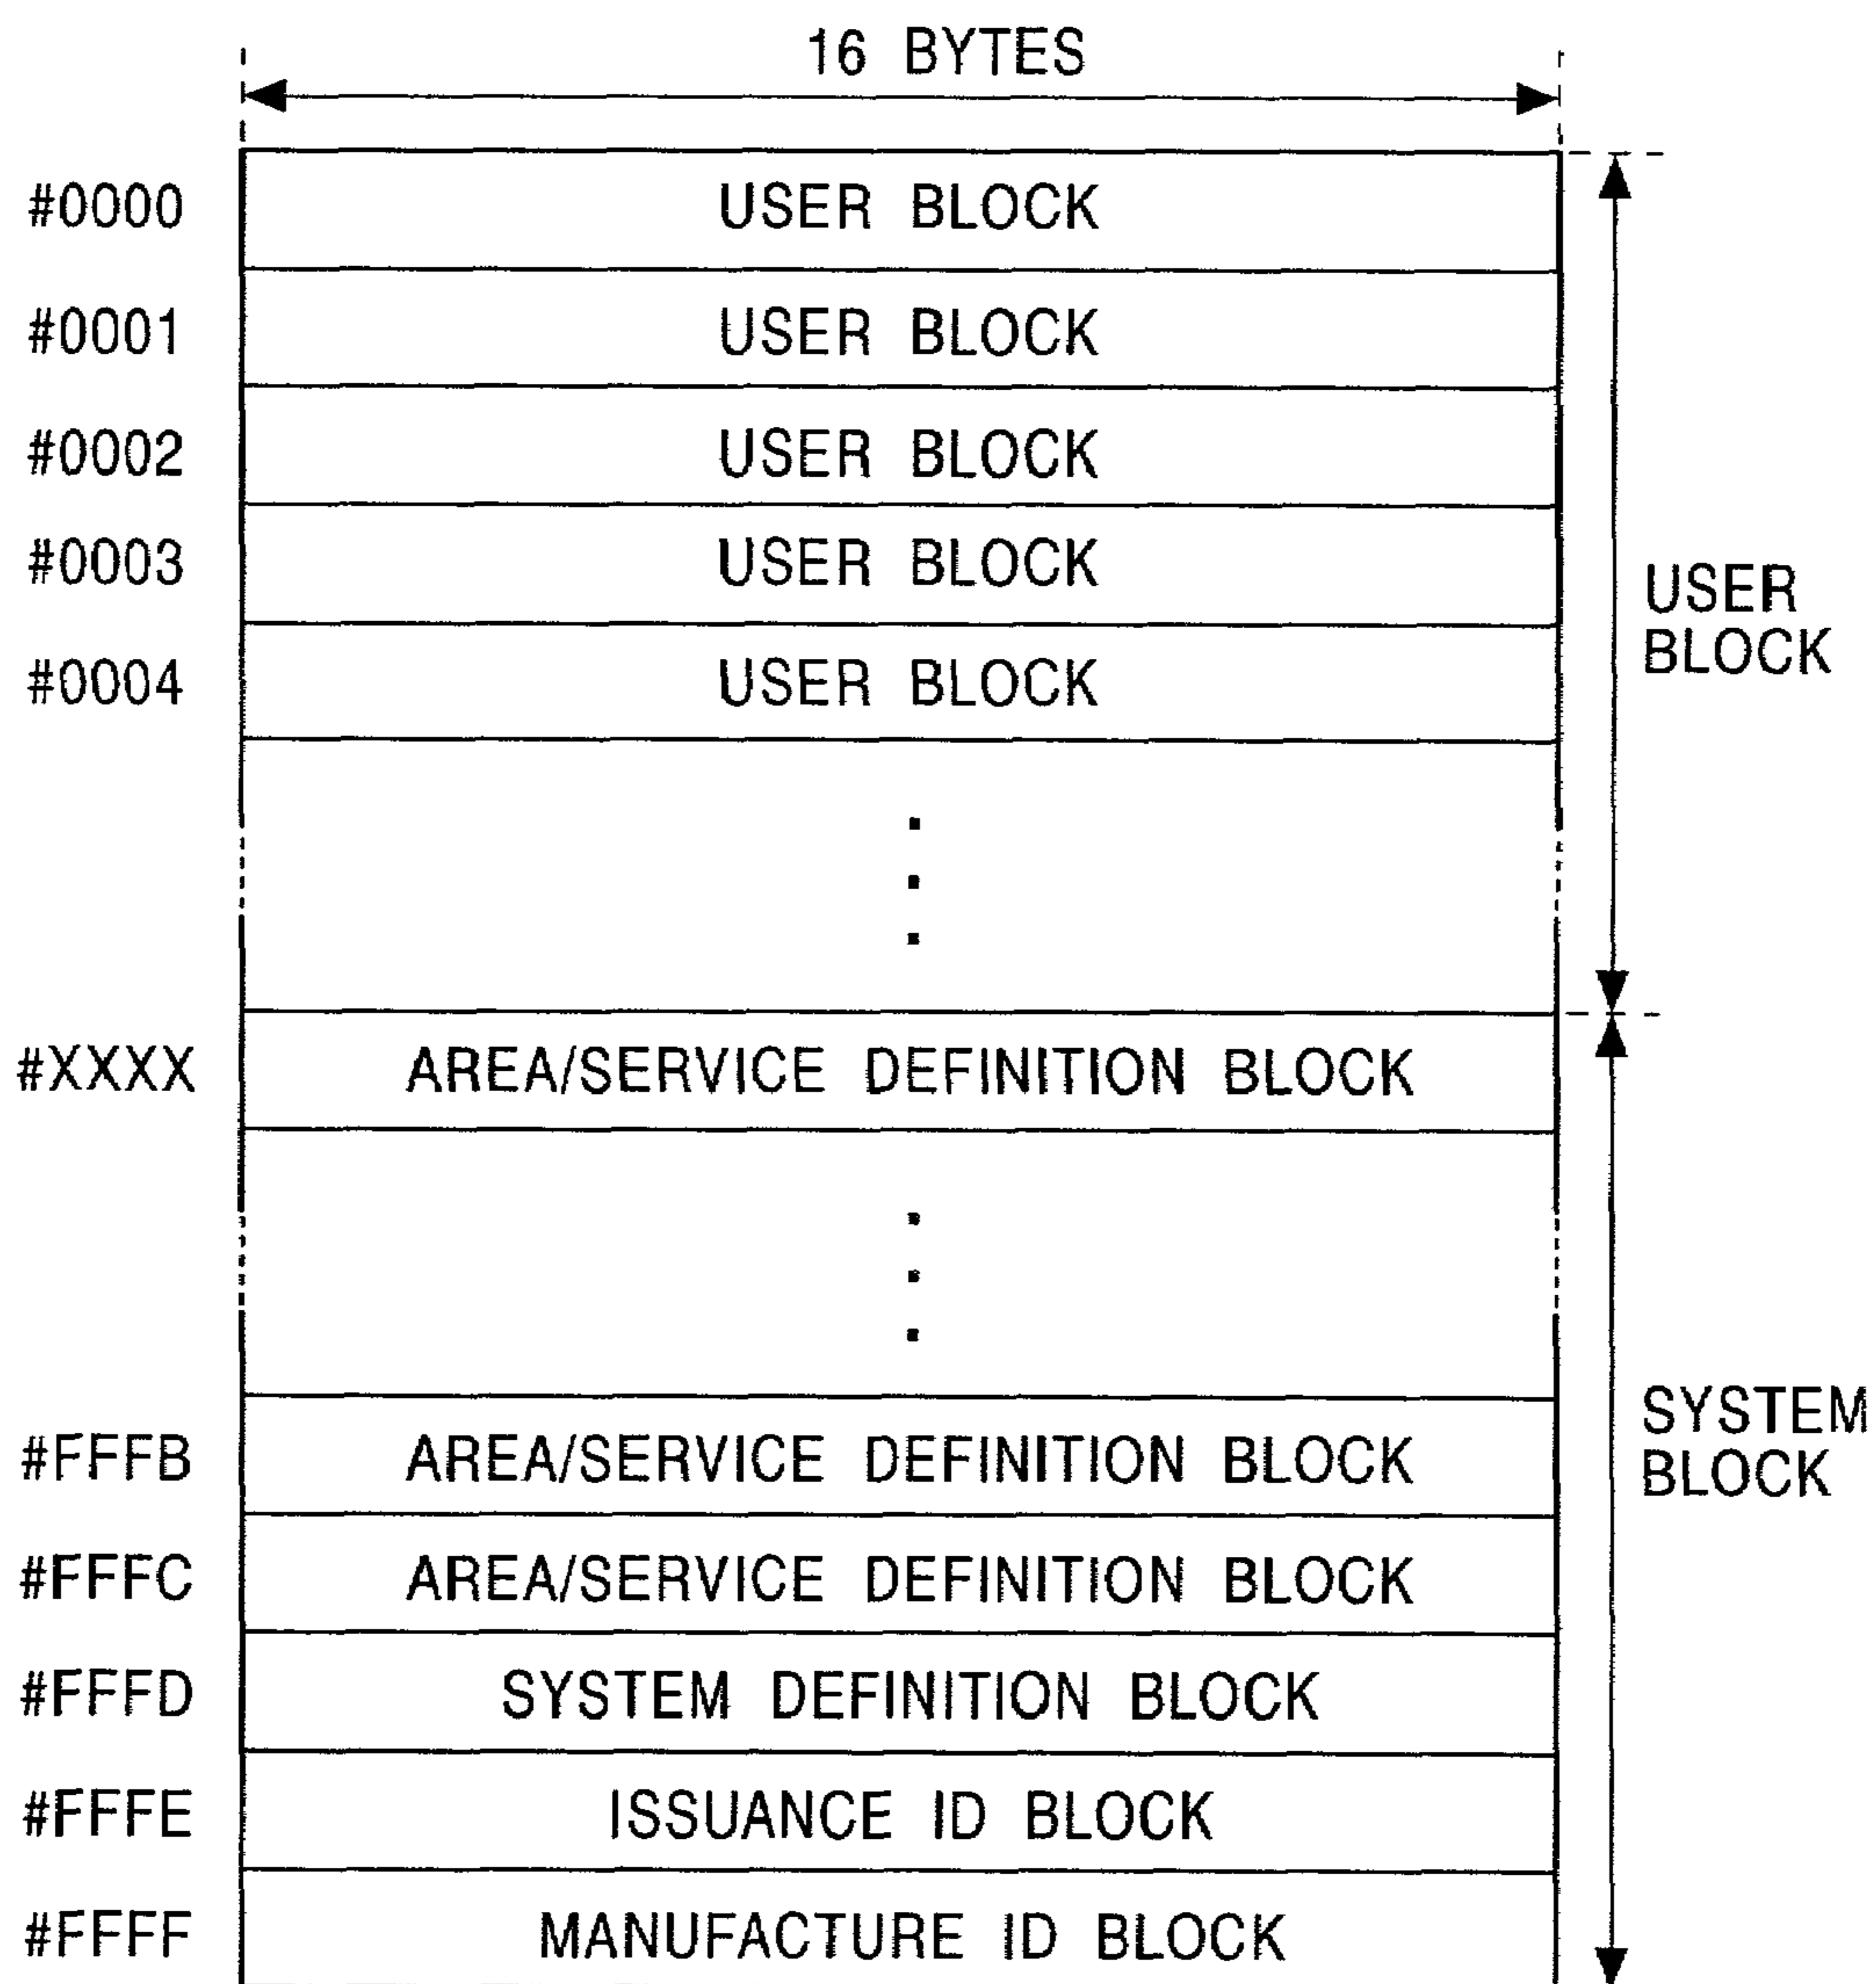 16 BYTES
#0000 USER BLOCK
#0001 USER BLOCK
#0002 USER BLOCK
#0003 USER BLOCK
USER
BLOCK
#0004 USER BLOCK
#XXXX AREA/SERVICE DEFINITION BLOCK
SYSTEM
BLOCK
#FFFB AREA/SERVICE DEFINITION BLOCK
#FFFC AREA/SERVICE DEFINITION BLOCK
#FFFD SYSTEM DEFINITION BLOCK
#FFFE ISSUANCE ID BLOCK
#FFFF MANUFACTURE ID BLOCK